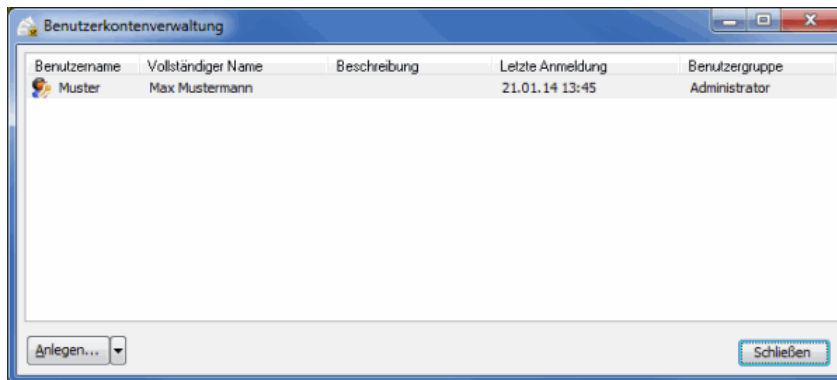 Benutzerkontenverwaltung
Benutzername Vollständiger Name Beschreibung Letzte Anmeldung Benutzergruppe
Muster Max Mustermann 21.01.14 13:45 Administrator
Anlegen... Schließen